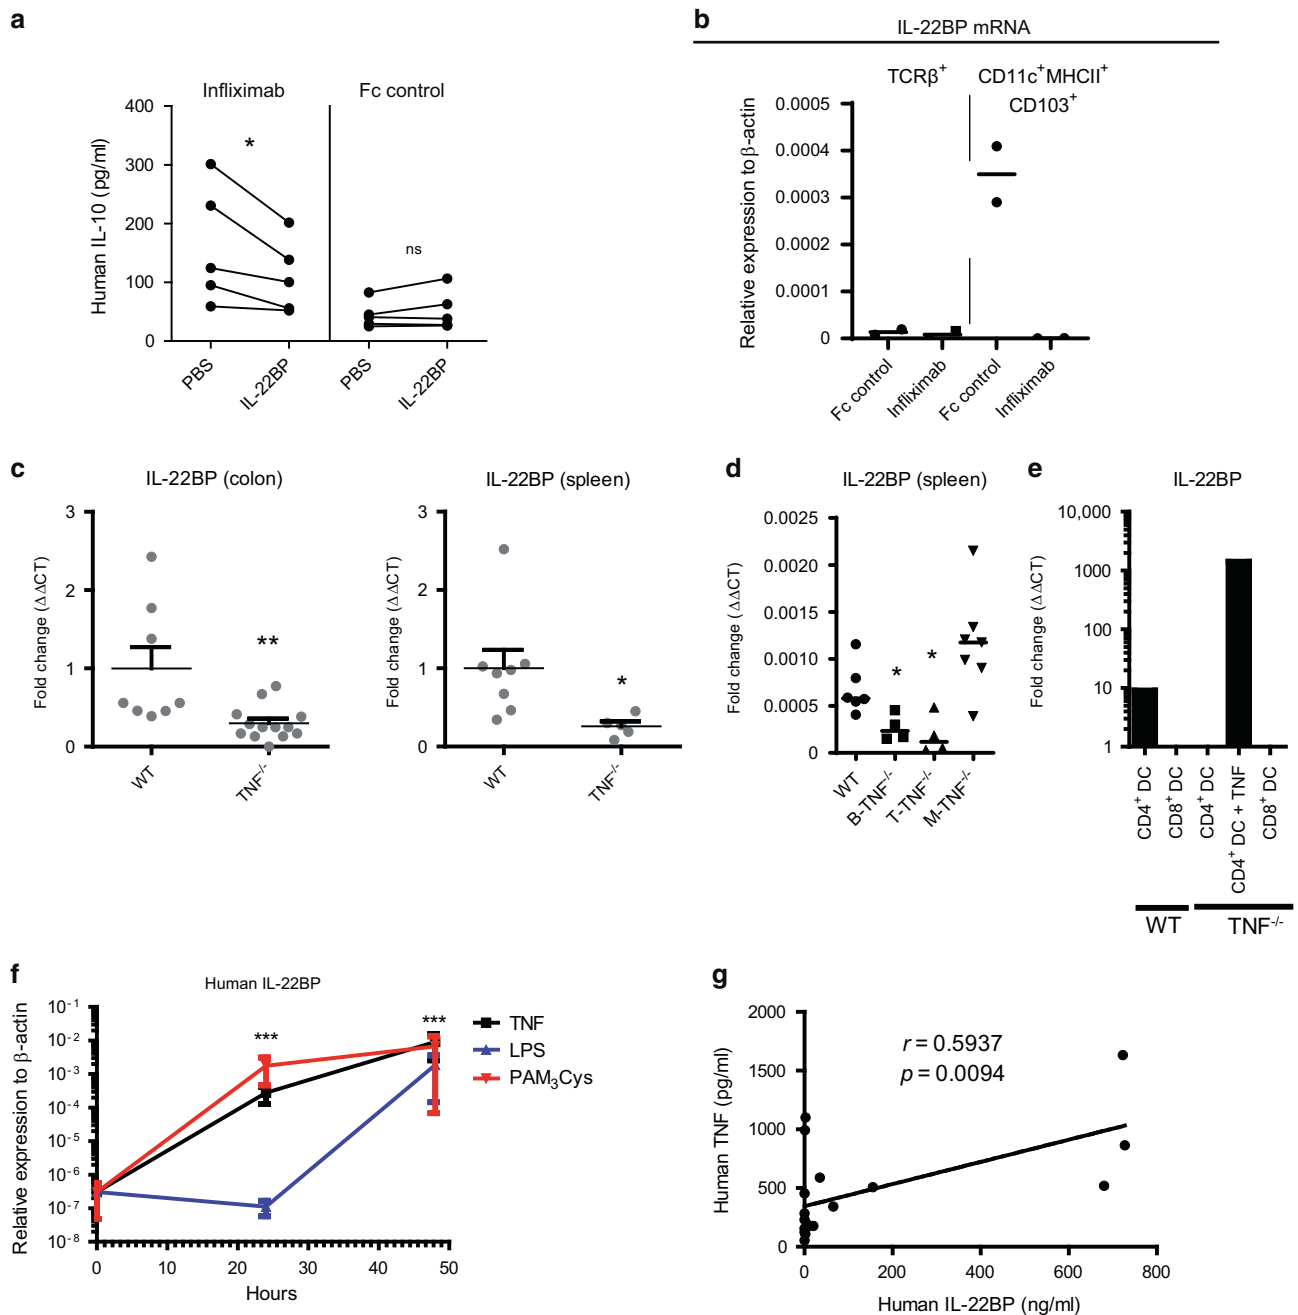 a
Infliximab
Fc control
Human IL-10 (pg/ml)
400
300
200
100
0
*
ns
PBS
IL-22BP
PBS
IL-22BP
b
IL-22BP mRNA
TCRβ⁺
CD11c⁺MHCII⁺
CD103⁺
Relative expression to β-actin
0.0005
0.0004
0.0003
0.0002
0.0001
0
Fc control
Infliximab
Fc control
Infliximab
c
IL-22BP (colon)
Fold change (ΔΔCT)
3
2
1
0
**
WT
TNF⁻/⁻
IL-22BP (spleen)
Fold change (ΔΔCT)
3
2
1
0
*
WT
TNF⁻/⁻
d
IL-22BP (spleen)
Fold change (ΔΔCT)
0.0025
0.0020
0.0015
0.0010
0.0005
0
*
*
WT
B-TNF⁻/⁻
T-TNF⁻/⁻
M-TNF⁻/⁻
e
IL-22BP
Fold change (ΔΔCT)
10,000
1000
100
10
1
CD4⁺ DC
CD8⁺ DC
CD4⁺ DC
CD4⁺ DC + TNF
CD8⁺ DC
WT
TNF⁻/⁻
f
Human IL-22BP
Relative expression to β-actin
10⁻¹
10⁻²
10⁻³
10⁻⁴
10⁻⁵
10⁻⁶
10⁻⁷
10⁻⁸
***
***
0
10
20
30
40
50
Hours
TNF
LPS
PAM₃Cys
g
Human TNF (pg/ml)
2000
1500
1000
500
0
r = 0.5937
p = 0.0094
0
200
400
600
800
Human IL-22BP (ng/ml)